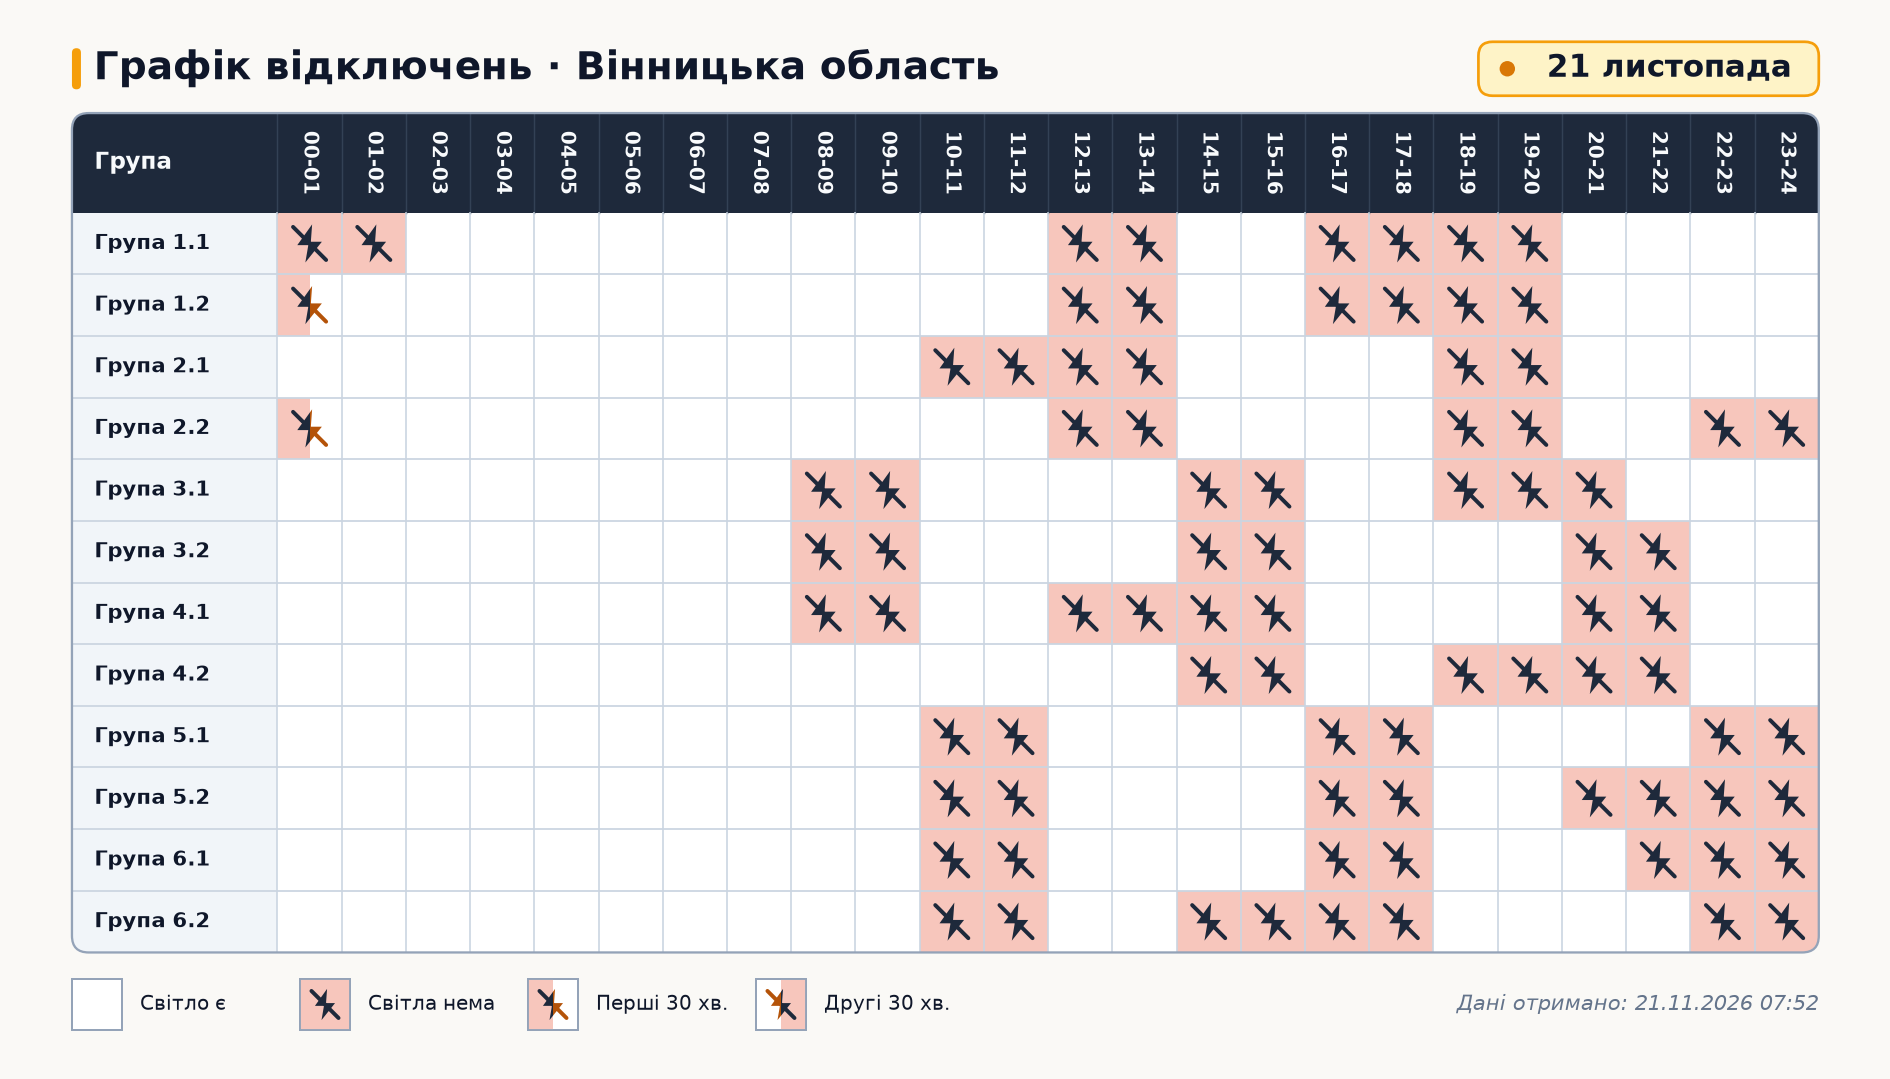 Графік відключень · Вінницька область
21 листопада
Група 00-01 01-02 02-03 03-04 04-05 05-06 06-07 07-08 08-09 09-10 10-11 11-12 12-13 13-14 14-15 15-16 16-17 17-18 18-19 19-20 20-21 21-22 22-23 23-24
Група 1.1
Група 1.2
Група 2.1
Група 2.2
Група 3.1
Група 3.2
Група 4.1
Група 4.2
Група 5.1
Група 5.2
Група 6.1
Група 6.2
Світло є Світла нема Перші 30 хв. Другі 30 хв.
Дані отримано: 21.11.2026 07:52